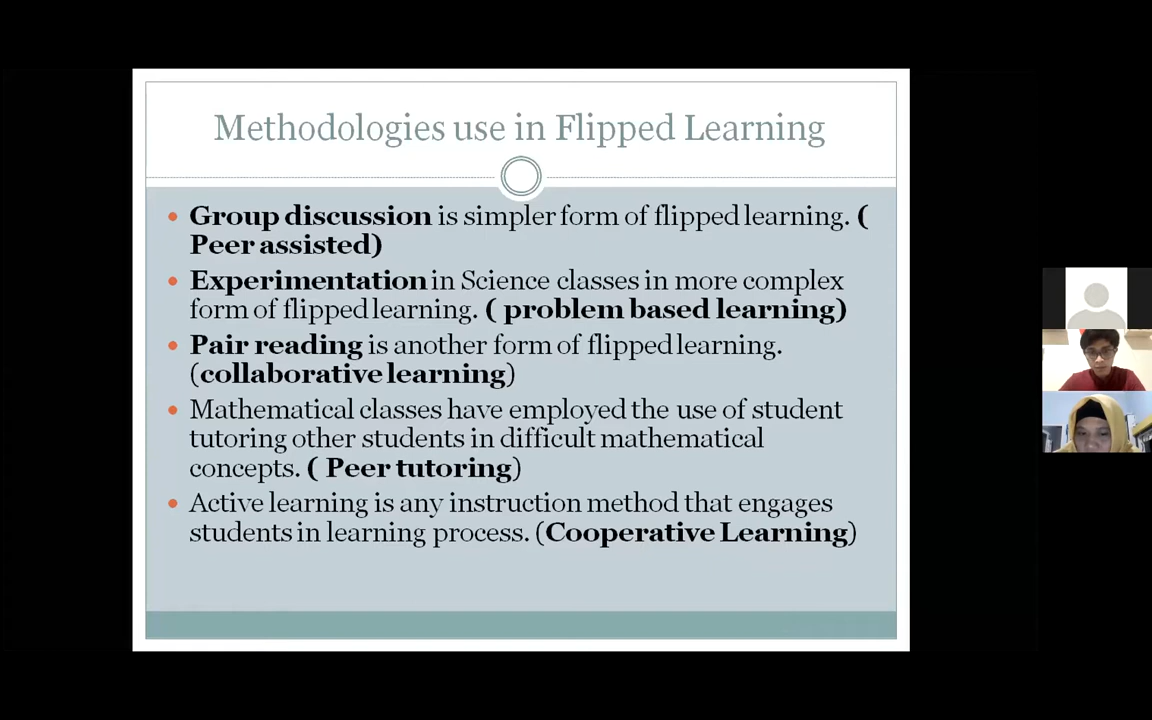 Methodologies use in Flipped Learning
• Group discussion is simpler form of flipped learning. (
Peer assisted)
• Experimentation in Science classes in more complex
form of flipped learning. ( problem based learning)
• Pair reading is another form of flipped learning.
(collaborative learning)
• Mathematical classes have employed the use of student
tutoring other students in difficult mathematical
concepts. ( Peer tutoring)
• Active learning is any instruction method that engages
students in learning process. (Cooperative Learning)